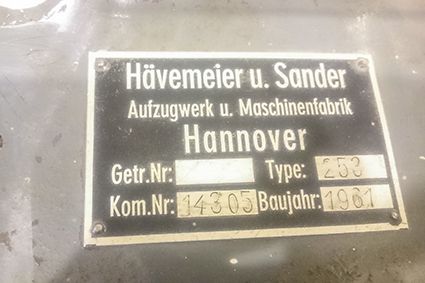 Hävemeier u. Sander
Aufzugwerk u. Maschinenfabrik
Hannover
Getr.Nr: Type: 253
Kom.Nr: 14305 Baujahr: 1961